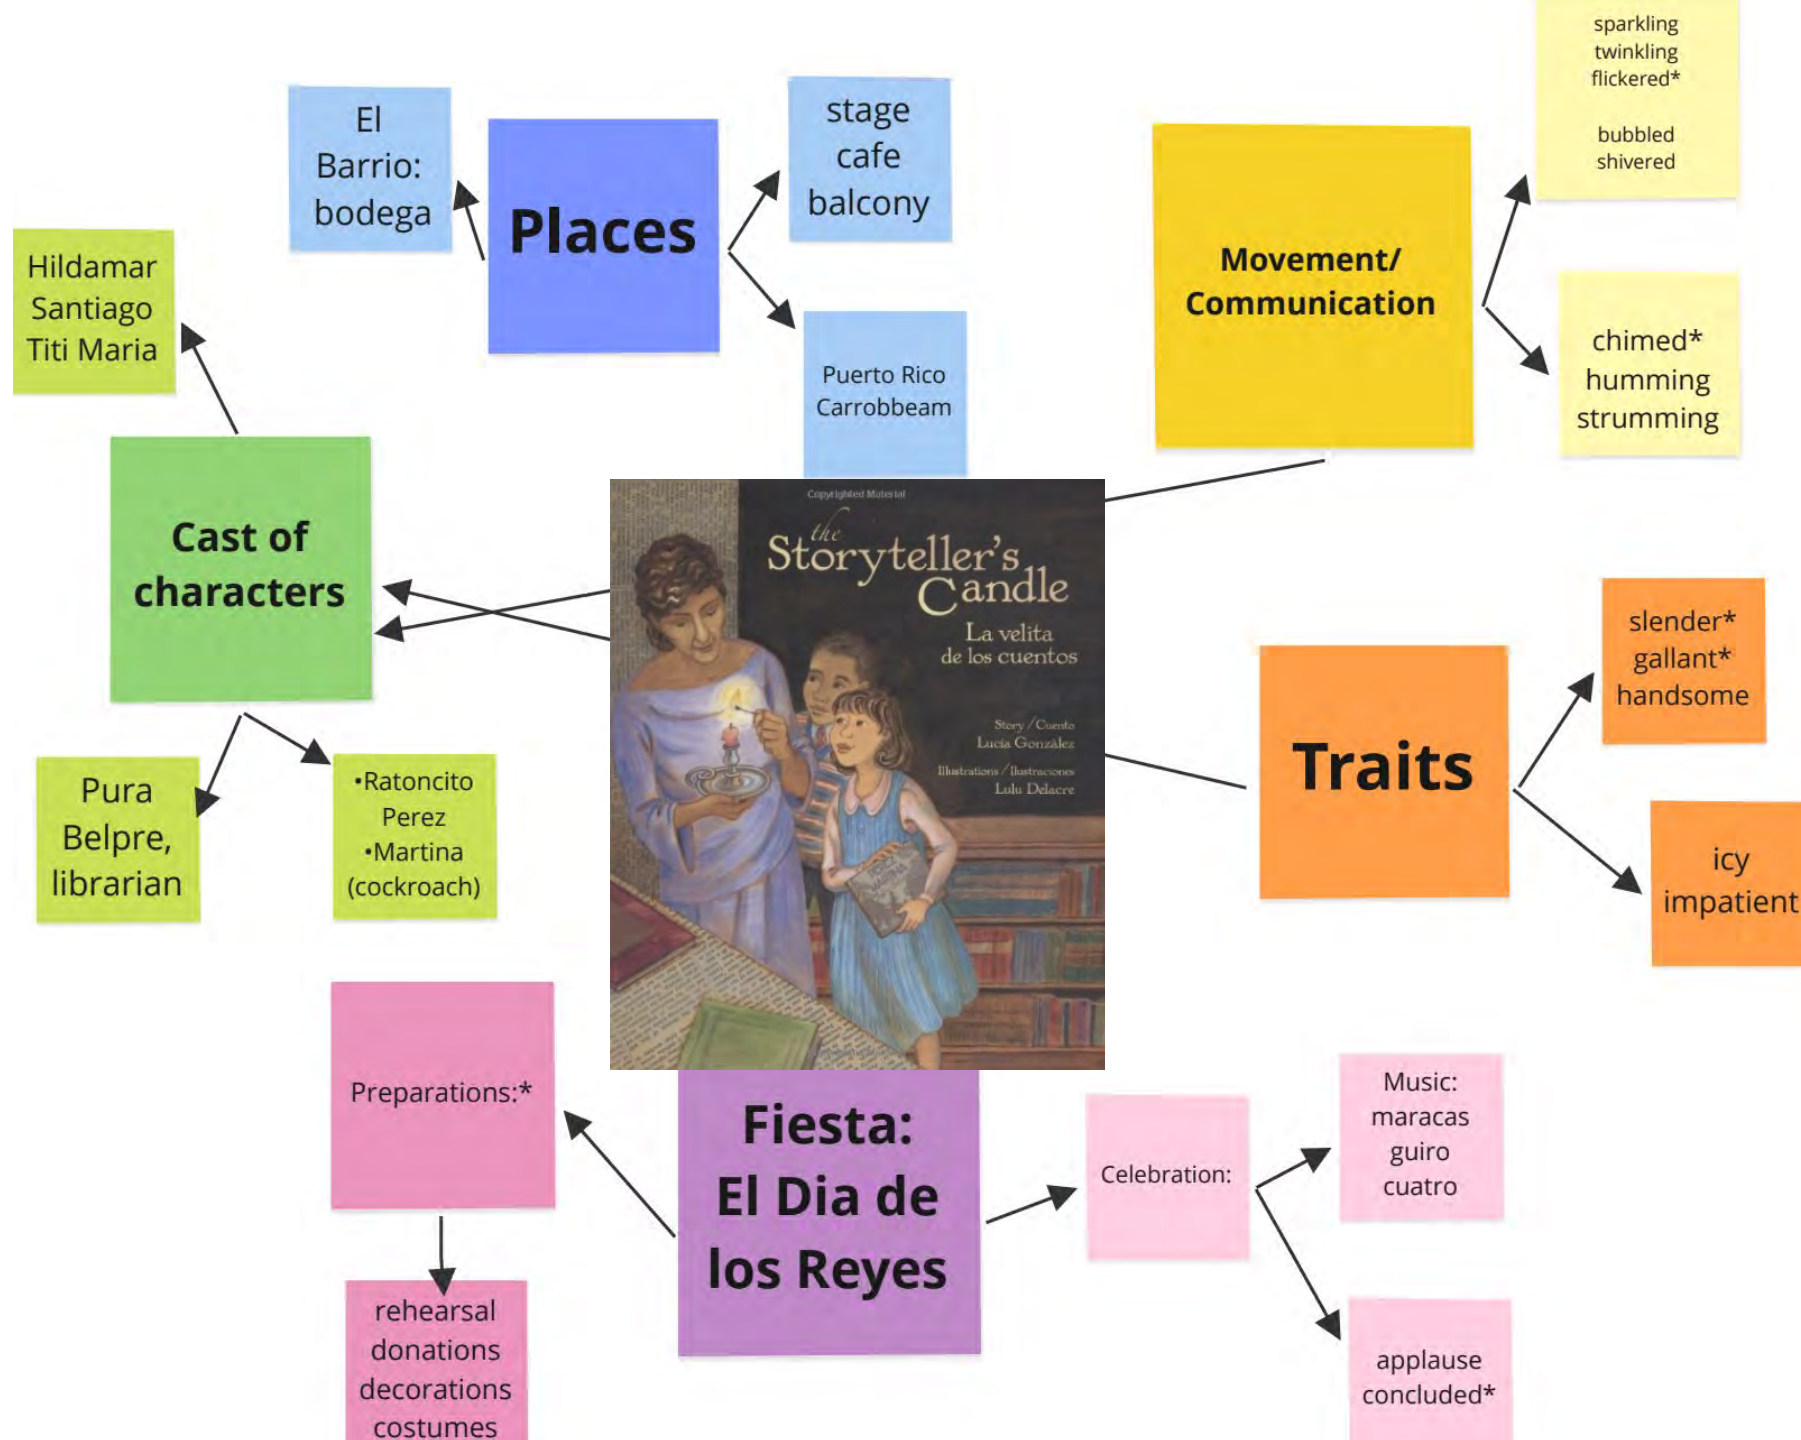 sparkling
twinkling
flickered*
bubbled
shivered
El
Barrio:
bodega
Places
stage
cafe
balcony
Puerto Rico
Carrobbeam
Movement/
Communication
chimed*
humming
strumming
Hildamar
Santiago
Titi Maria
Cast of
characters
Pura
Belpre,
librarian
•Ratoncito
Perez
•Martina
(cockroach)
Copyrighted Material
the
Storyteller's
Candle
La velita
de los cuentos
Story / Cuento
Lucía González
Illustrations / Ilustraciones
Lulu Delacre
Traits
slender*
gallant*
handsome
icy
impatient
Preparations:*
rehearsal
donations
decorations
costumes
Fiesta:
El Dia de
los Reyes
Celebration:
Music:
maracas
guiro
cuatro
applause
concluded*